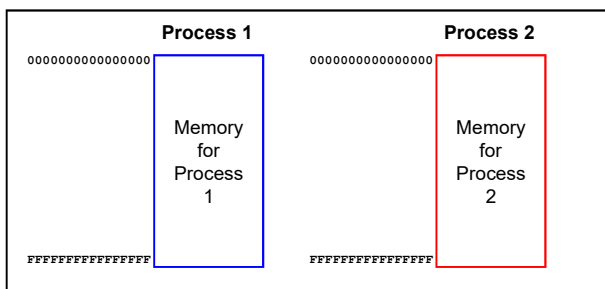 Process 1
Process 2
0000000000000000
0000000000000000
Memory
for
Process
1
Memory
for
Process
2
FFFFFFFFFFFFFFFF
FFFFFFFFFFFFFFFF